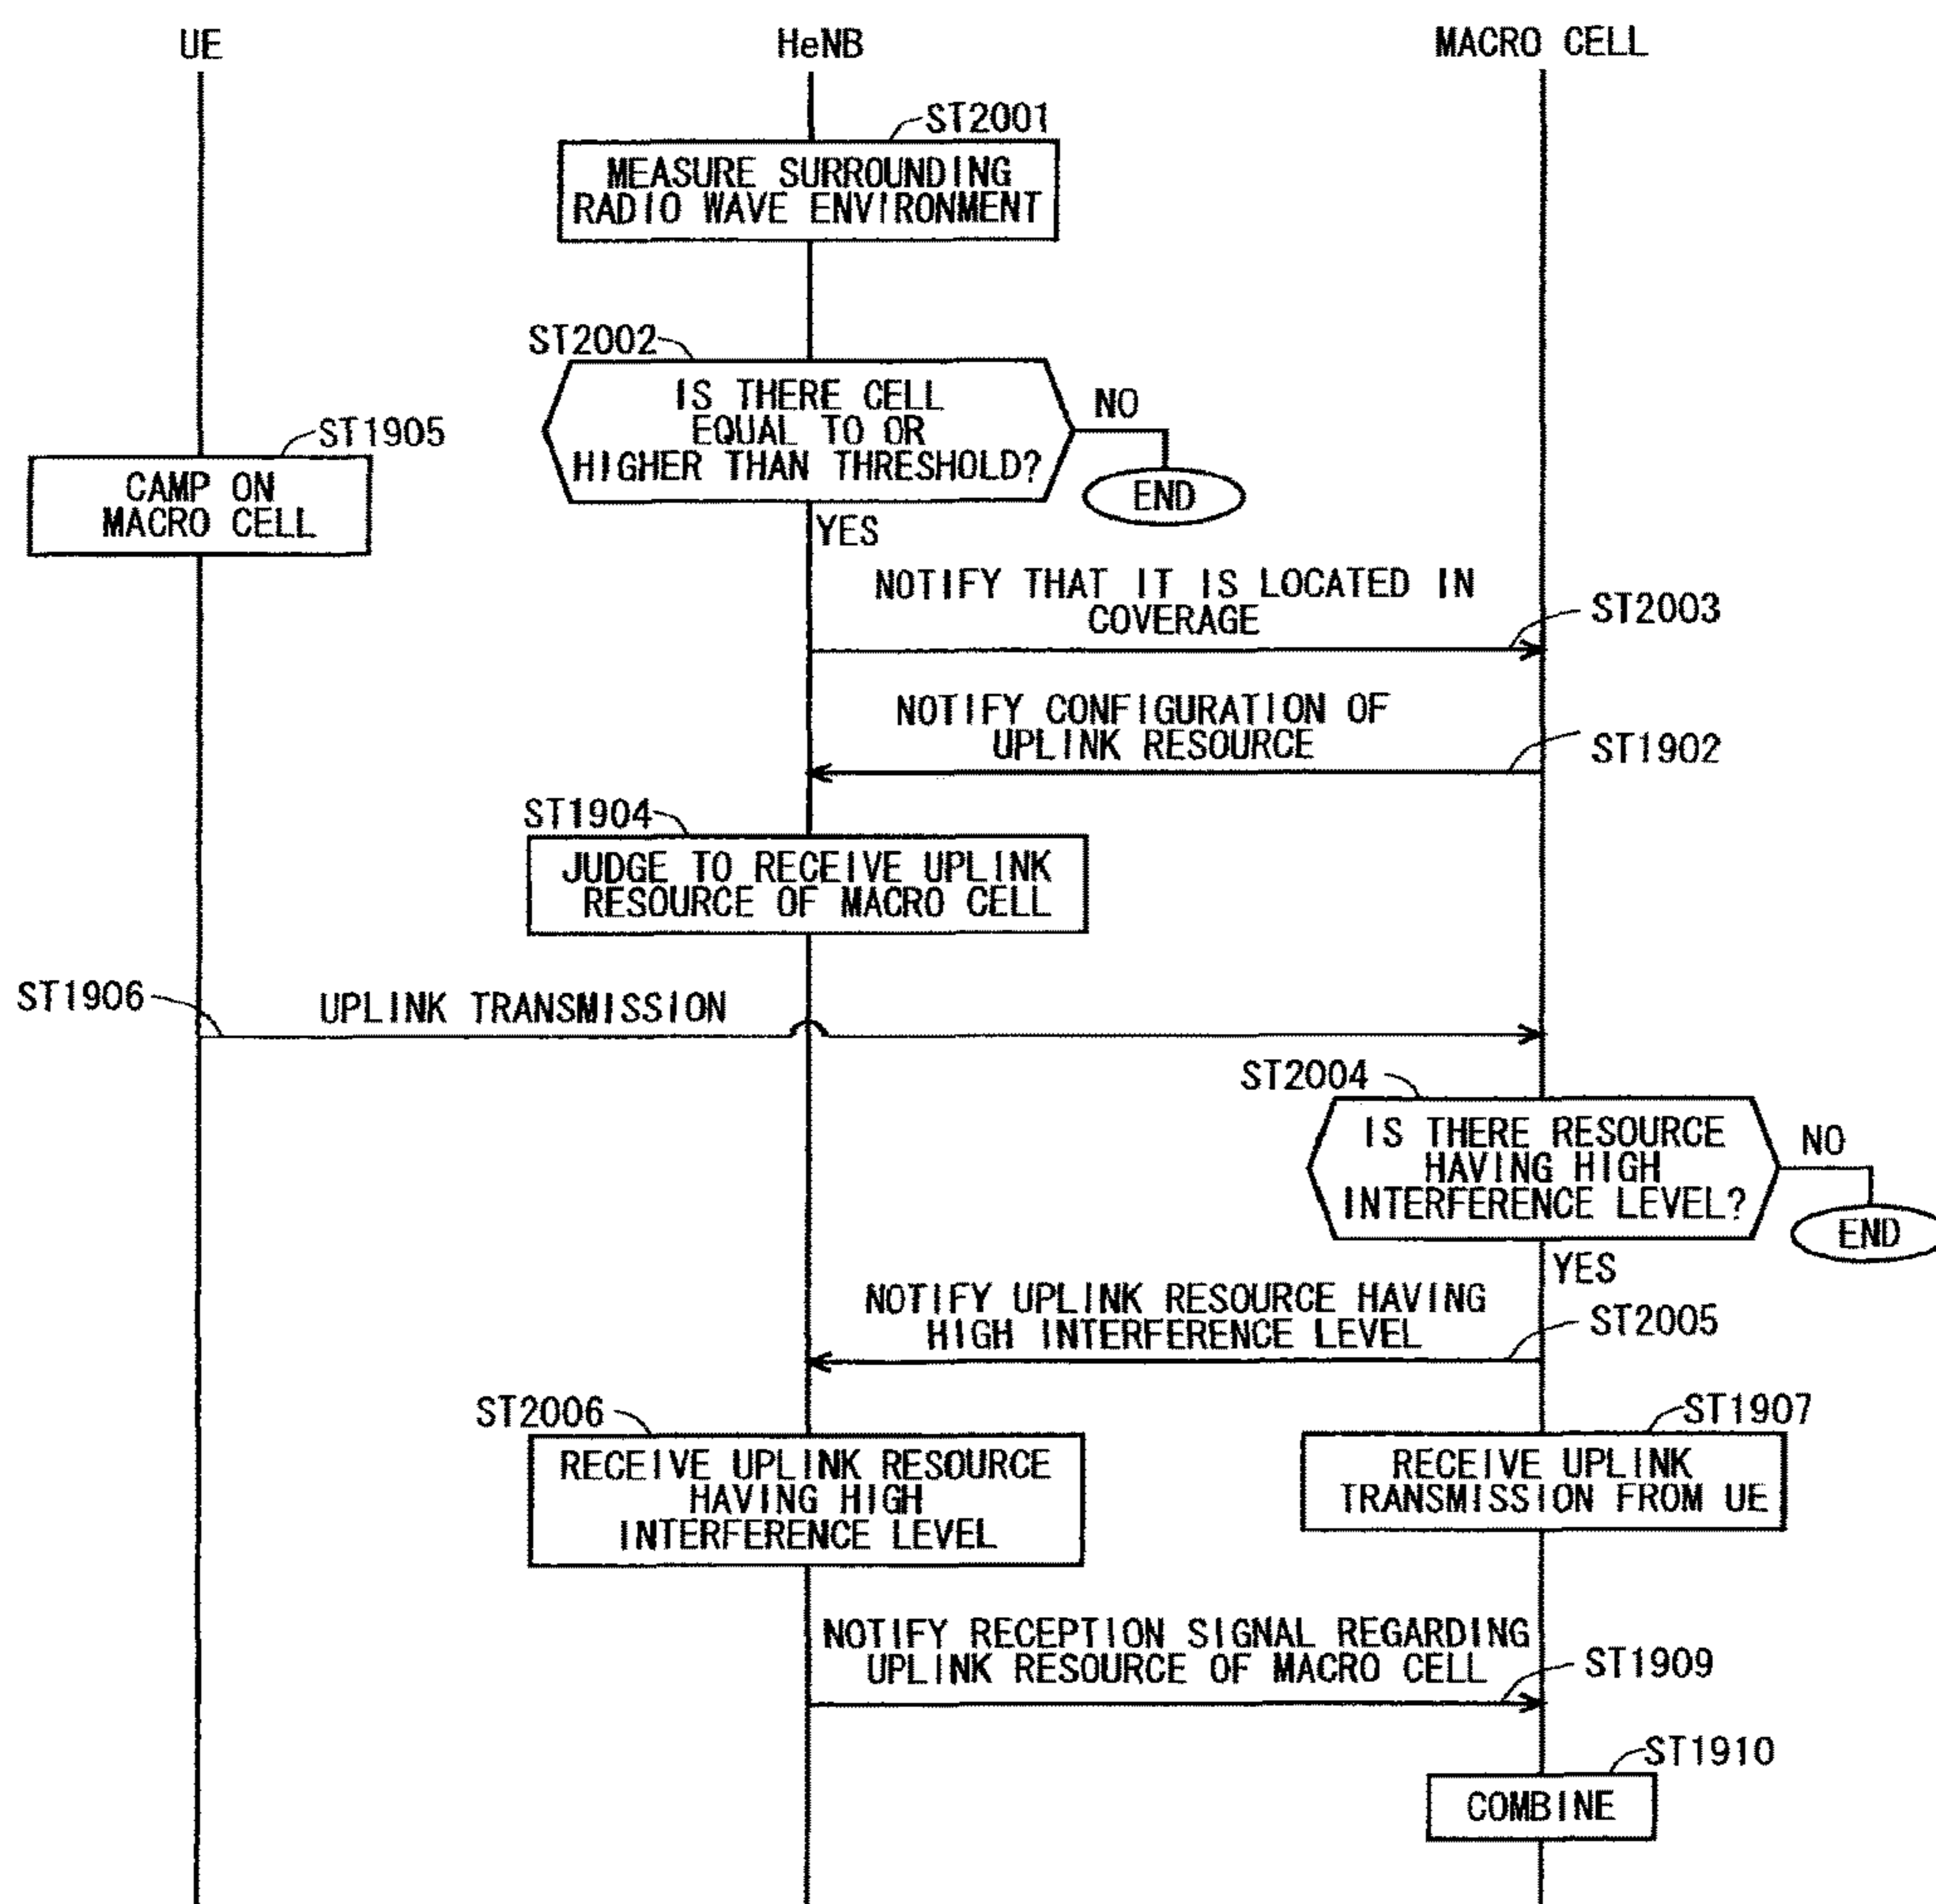 UE
HeNB
MACRO CELL
ST2001
MEASURE SURROUNDING
RADIO WAVE ENVIRONMENT
ST2002
IS THERE CELL
EQUAL TO OR
HIGHER THAN THRESHOLD?
NO
END
YES
ST1905
CAMP ON
MACRO CELL
NOTIFY THAT IT IS LOCATED IN
COVERAGE
ST2003
NOTIFY CONFIGURATION OF
UPLINK RESOURCE
ST1902
ST1904
JUDGE TO RECEIVE UPLINK
RESOURCE OF MACRO CELL
ST1906
UPLINK TRANSMISSION
ST2004
IS THERE RESOURCE
HAVING HIGH
INTERFERENCE LEVEL?
NO
END
YES
NOTIFY UPLINK RESOURCE HAVING
HIGH INTERFERENCE LEVEL
ST2005
ST2006
RECEIVE UPLINK RESOURCE
HAVING HIGH
INTERFERENCE LEVEL
ST1907
RECEIVE UPLINK
TRANSMISSION FROM UE
NOTIFY RECEPTION SIGNAL REGARDING
UPLINK RESOURCE OF MACRO CELL
ST1909
ST1910
COMBINE